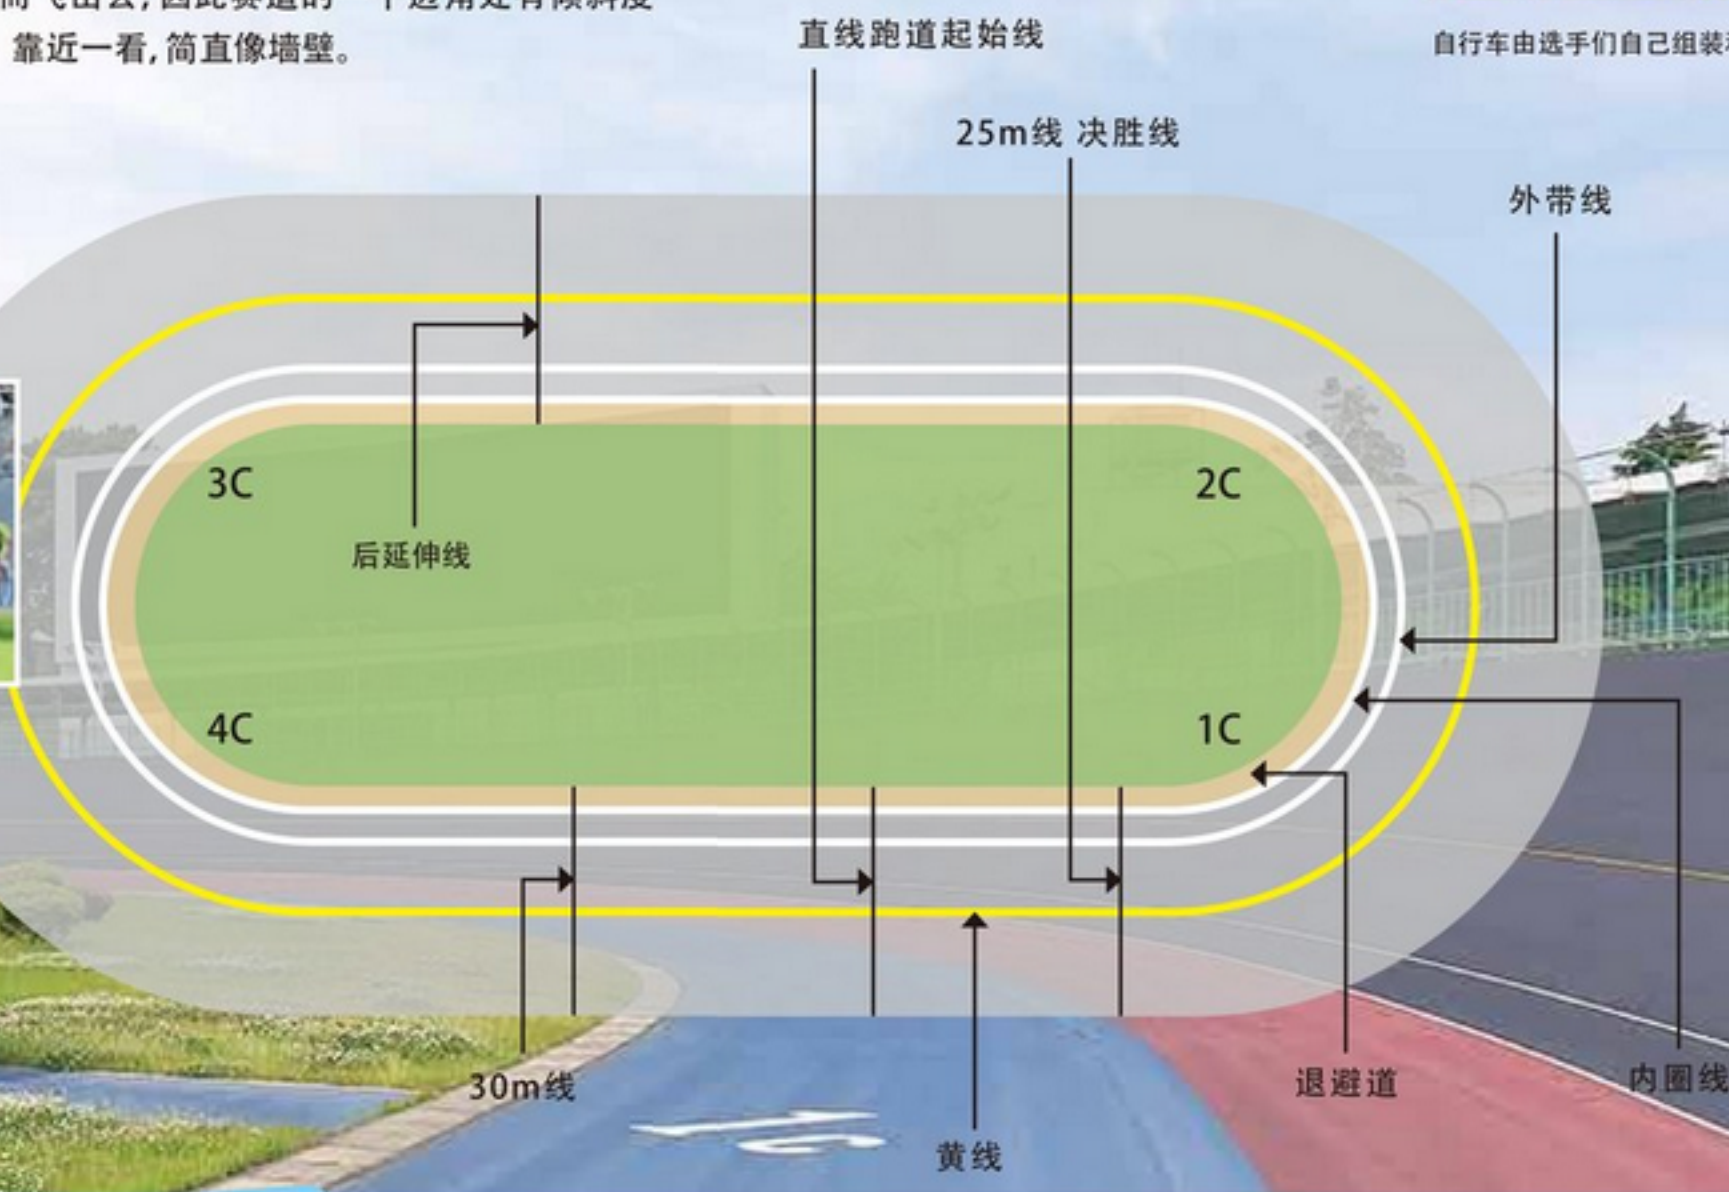 靠近一看,简直像墙壁。
直线跑道起始线
自行车由选手们自己组装
25m线 决胜线
外带线
3C
2C
后延伸线
4C
1C
30m线
退避道
内圈线
黄线